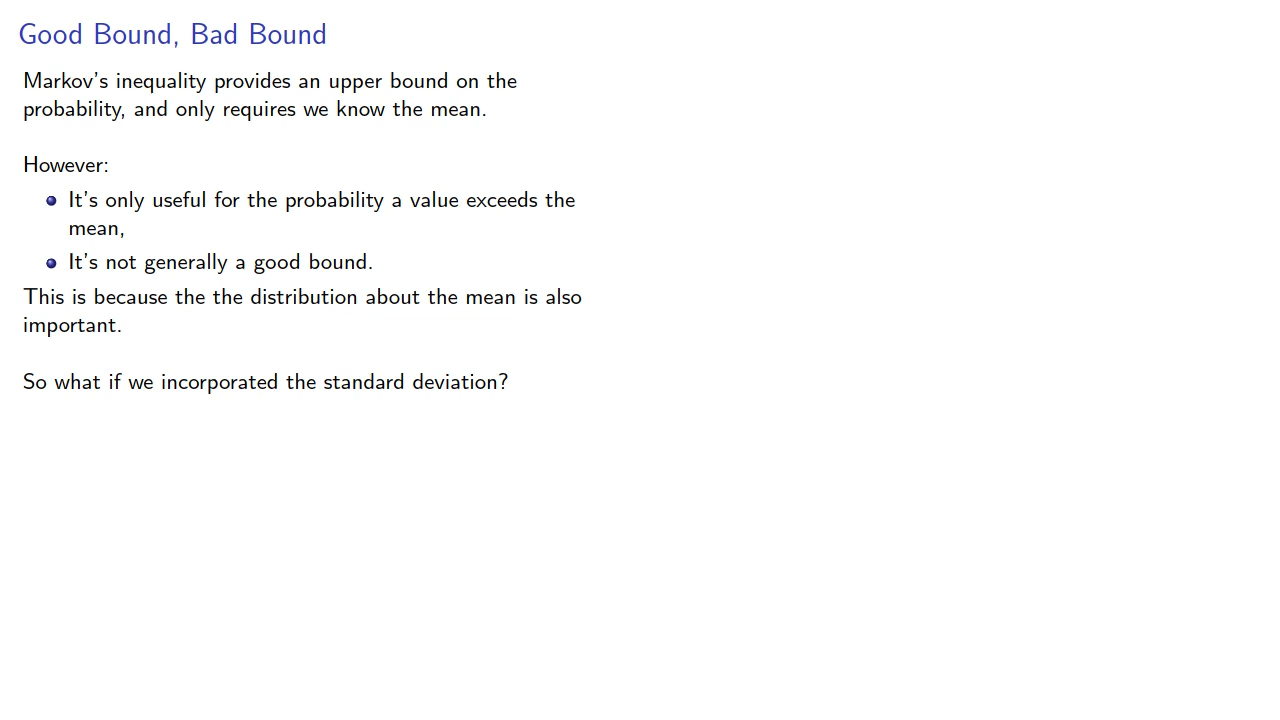 Good Bound, Bad Bound
Markov's inequality provides an upper bound on the
probability, and only requires we know the mean.
However:
It's only useful for the probability a value exceeds the
mean,
It's not generally a good bound.
This is because the the distribution about the mean is also
important.
So what if we incorporated the standard deviation?